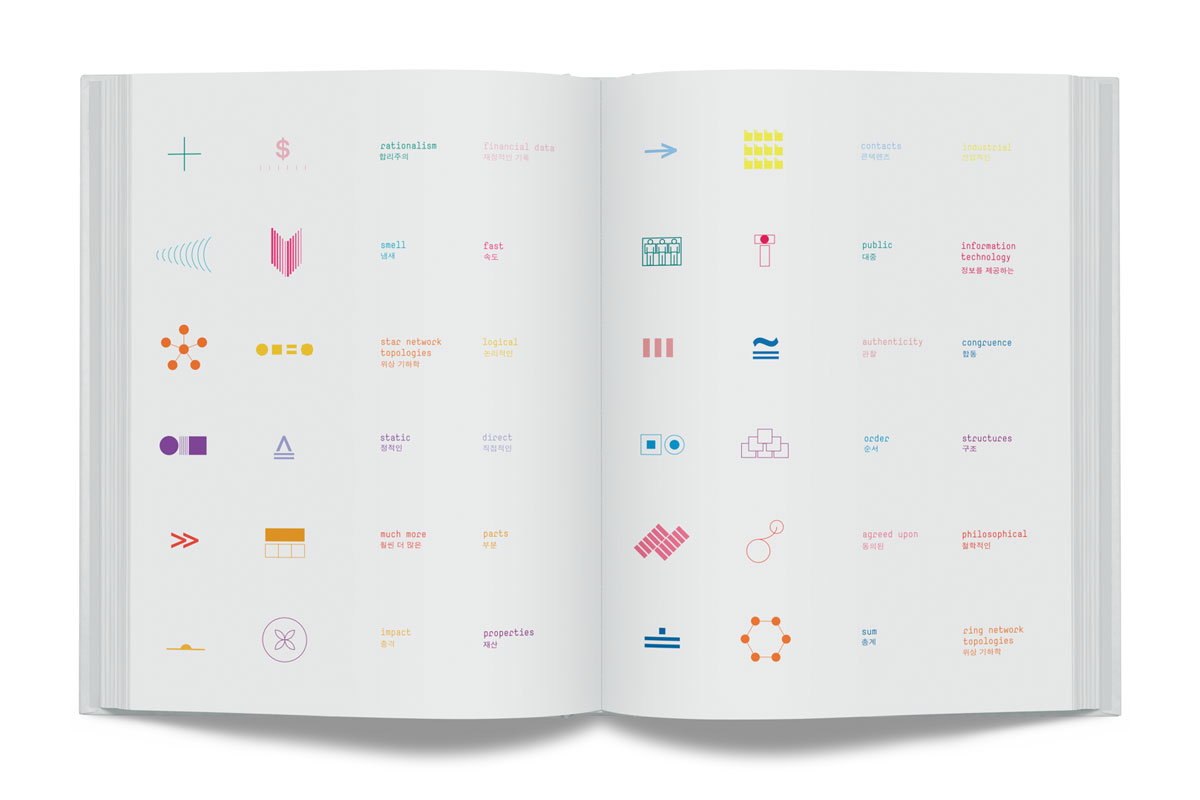 rationalism
합리주의
financial data
재정적인 기록
smell
냄새
fast
속도
star network
topologies
위상 기하학
logical
논리적인
static
정적인
direct
직접적인
much more
훨씬 더 많은
parts
부분
impact
충격
properties
재산
contacts
콘택렌즈
industrial
산업적인
public
대중
information
technology
정보를 제공하는
authenticity
congruence
합동
order
순서
structures
구조
agreed upon
동의된
philosophical
철학적인
sum
총계
ring network
topologies
위상 기하학